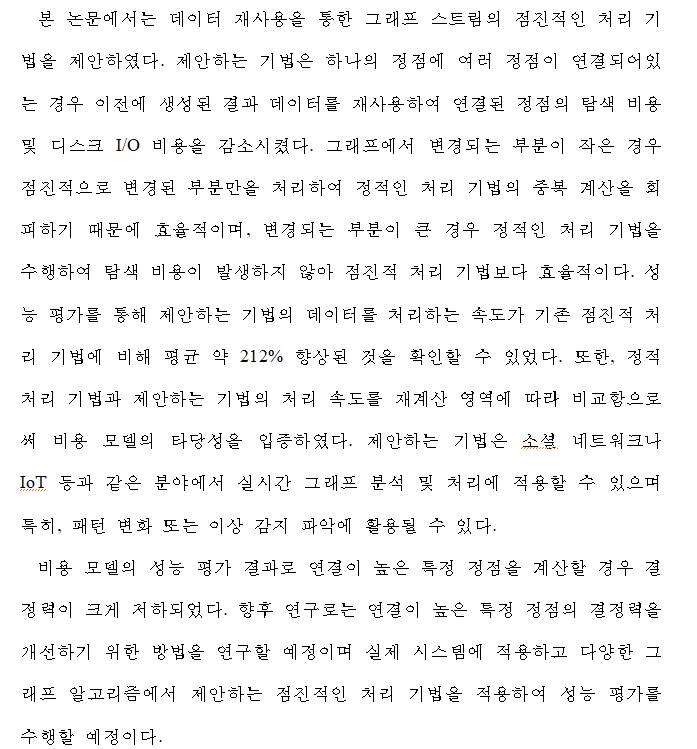 본 논문에서는 데이터 재사용을 통한 그래프 스트림의 점진적인 처리 기
법을 제안하였다. 제안하는 기법은 하나의 정점에 여러 정점이 연결되어있
는 경우 이전에 생성된 결과 데이터를 재사용하여 연결된 정점의 탐색 비용
및 디스크 I/O 비용을 감소시켰다. 그래프에서 변경되는 부분이 작은 경우
점진적으로 변경된 부분만을 처리하여 정적인 처리 기법의 중복 계산을 회
피하기 때문에 효율적이며, 변경되는 부분이 큰 경우 정적인 처리 기법을
수행하여 탐색 비용이 발생하지 않아 점진적 처리 기법보다 효율적이다. 성
능 평가를 통해 제안하는 기법의 데이터를 처리하는 속도가 기존 점진적 처
리 기법에 비해 평균 약 212% 향상된 것을 확인할 수 있었다. 또한, 정적
처리 기법과 제안하는 기법의 처리 속도를 재계산 영역에 따라 비교함으로
써 비용 모델의 타당성을 입증하였다. 제안하는 기법은 소셜 네트워크나
IoT 등과 같은 분야에서 실시간 그래프 분석 및 처리에 적용할 수 있으며
특히, 패턴 변화 또는 이상 감지 파악에 활용될 수 있다.
비용 모델의 성능 평가 결과로 연결이 높은 특정 정점을 계산할 경우 결
정력이 크게 저하되었다. 향후 연구로는 연결이 높은 특정 정점의 결정력을
개선하기 위한 방법을 연구할 예정이며 실제 시스템에 적용하고 다양한 그
래프 알고리즘에서 제안하는 점진적인 처리 기법을 적용하여 성능 평가를
수행할 예정이다.